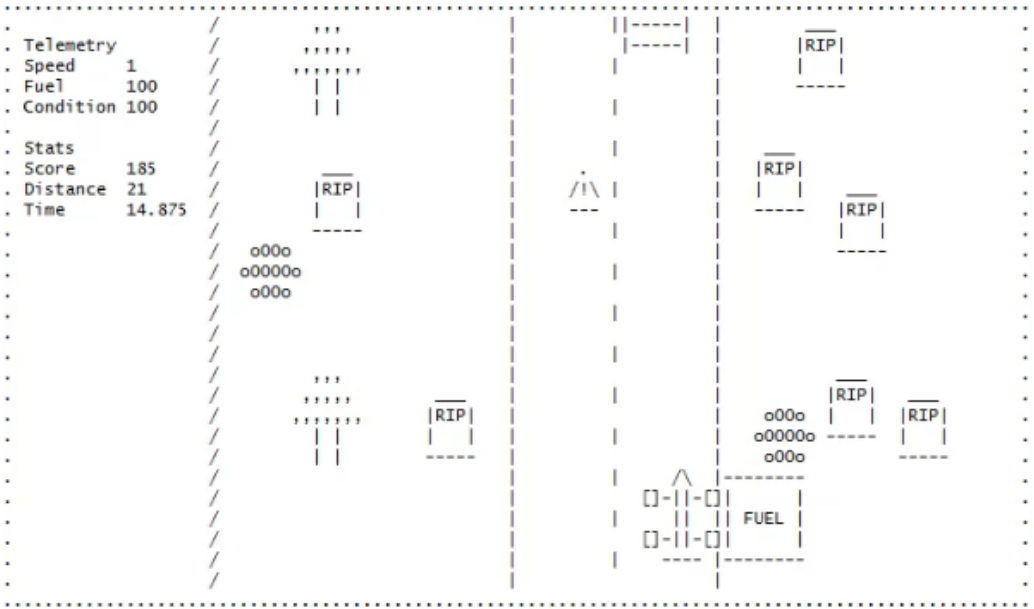 Telemetry
Speed 1
Fuel 100
Condition 100
Stats
Score 185
Distance 21
Time 14.875
RIP
RIP
RIP
RIP
RIP
RIP
RIP
FUEL